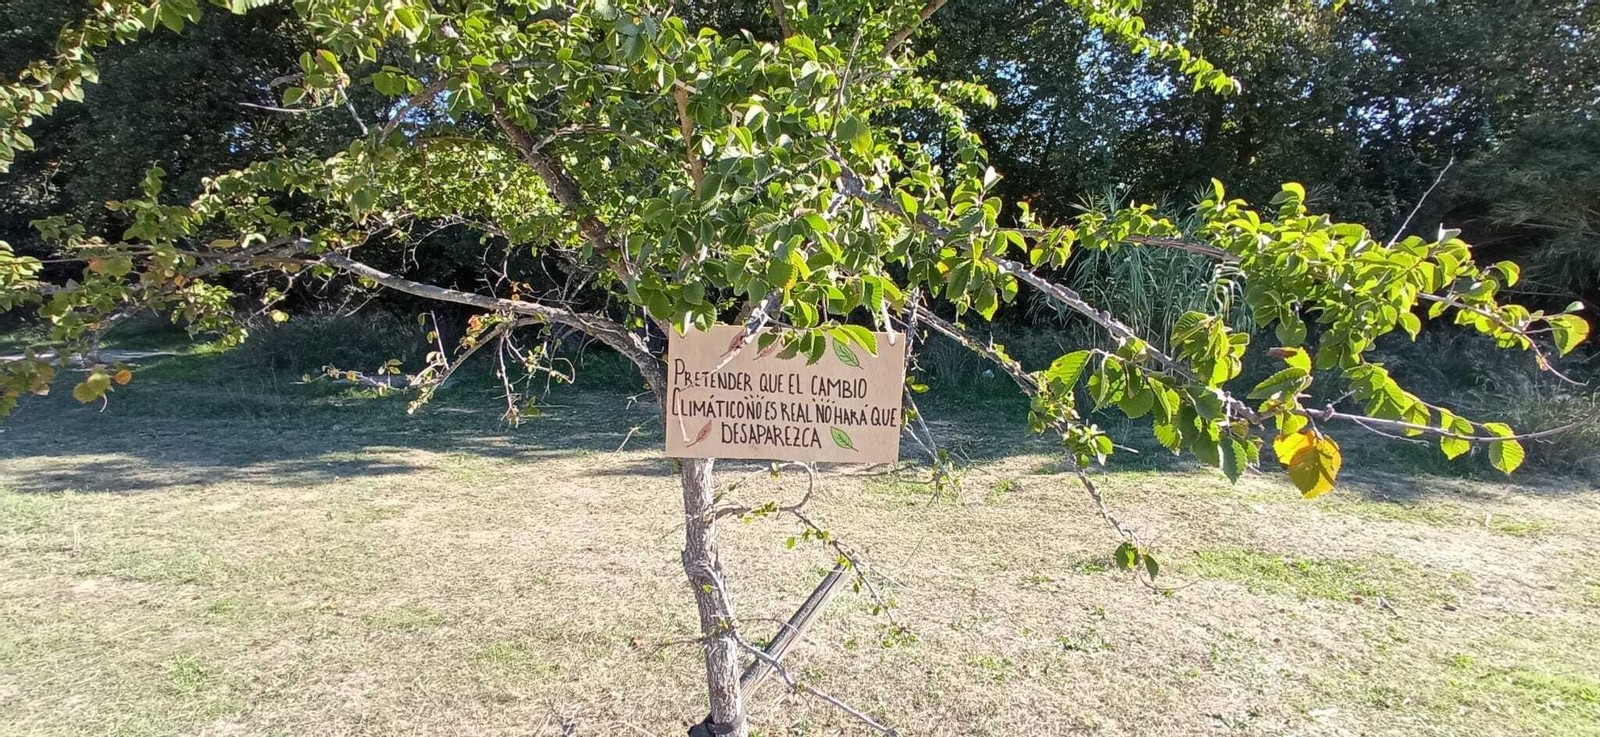 PRETENDER QUE EL CAMBIO
CLIMÁTICO NO ES REAL NO HARÁ QUE
DESAPAREZCA